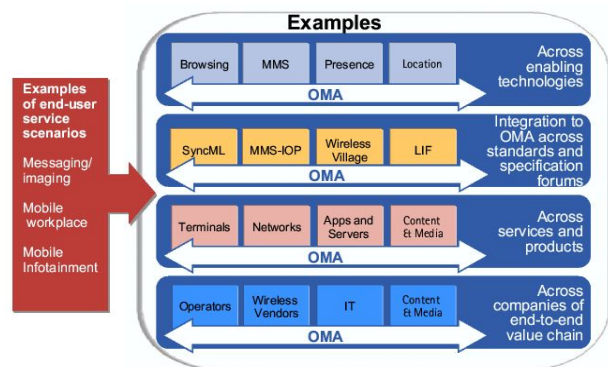 Examples
Examples
of end-user
service
scenarios
Messaging/
imaging
Mobile
workplace
Mobile
Infotainment
Browsing
MMS
Presence
Location
OMA
Across
enabling
technologies
SyncML
MMS-IOP
Wireless
Village
LIF
OMA
Integration to
OMA across
standards and
specification
forums
Terminals
Networks
Apps and
Servers
Content
& Media
OMA
Across
services and
products
Operators
Wireless
Vendors
IT
Content
& Media
OMA
Across
companies of
end-to-end
value chain